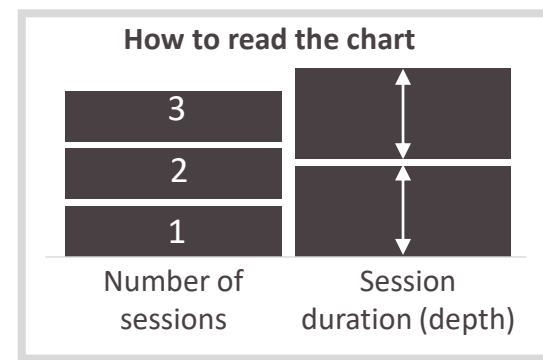 How to read the chart
3
2
1
Number of
sessions
Session
duration (depth)